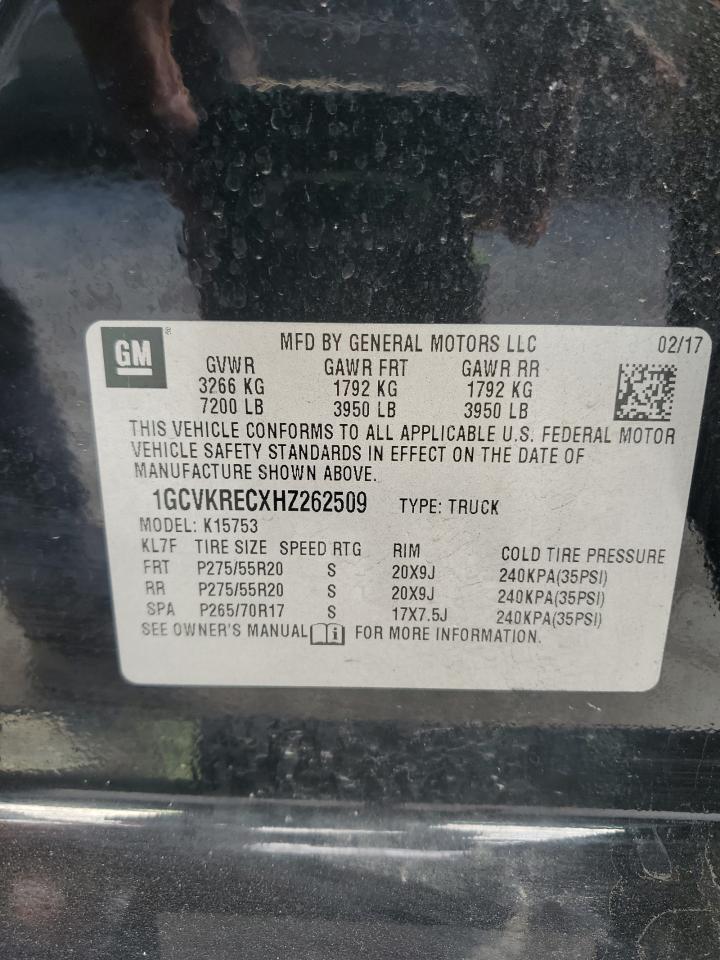 GM® MFD BY GENERAL MOTORS LLC 02/17
GVWR GAWR FRT GAWR RR
3266 KG 1792 KG 1792 KG
7200 LB 3950 LB 3950 LB
THIS VEHICLE CONFORMS TO ALL APPLICABLE U.S. FEDERAL MOTOR
VEHICLE SAFETY STANDARDS IN EFFECT ON THE DATE OF
MANUFACTURE SHOWN ABOVE.
1GCVKRECXHZ262509 TYPE: TRUCK
MODEL: K15753
KL7F TIRE SIZE SPEED RTG RIM COLD TIRE PRESSURE
FRT P275/55R20 S 20X9J 240KPA(35PSI)
RR P275/55R20 S 20X9J 240KPA(35PSI)
SPA P265/70R17 S 17X7.5J 240KPA(35PSI)
SEE OWNER'S MANUAL i FOR MORE INFORMATION.